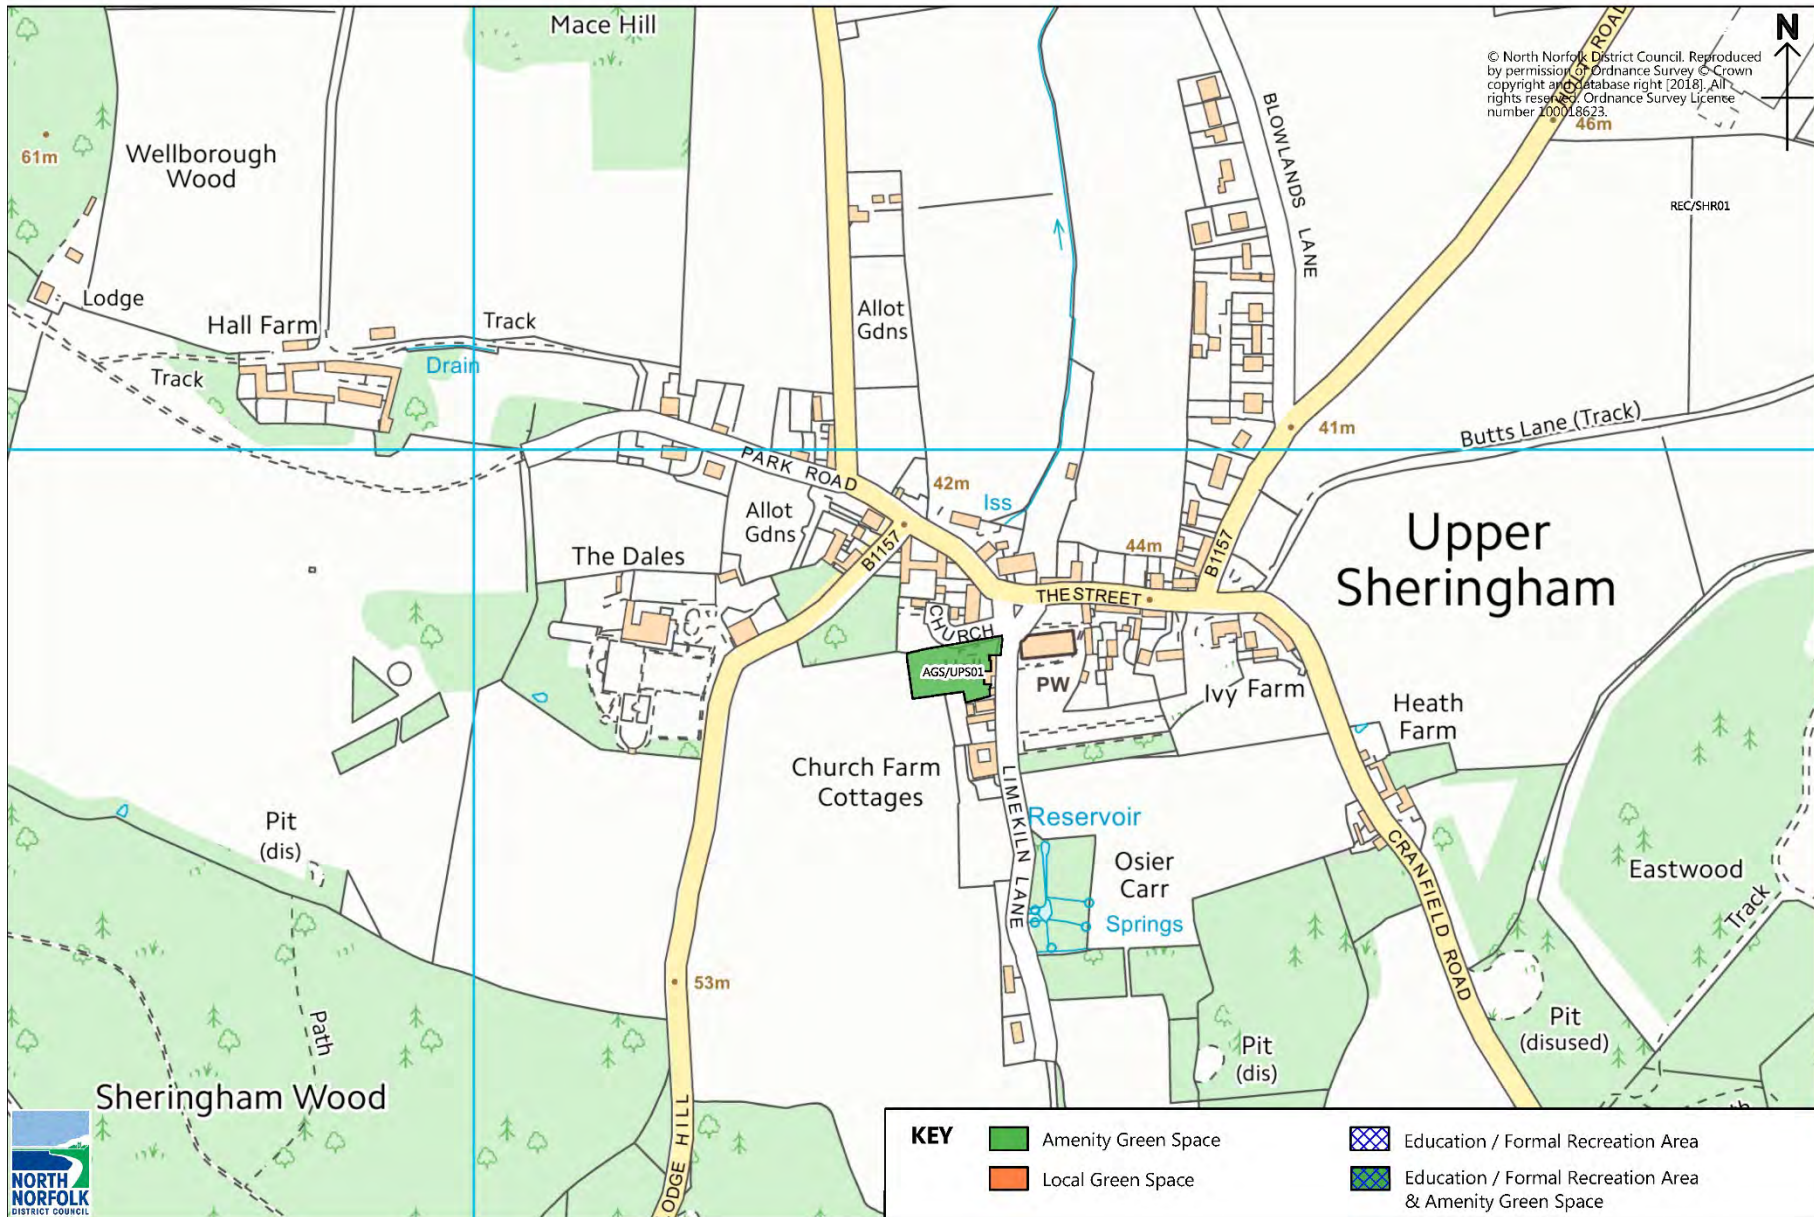 Mace Hill
N
© North Norfolk District Council. Reproduced
by permission of Ordnance Survey © Crown
copyright and database right [2018]. All
rights reserved. Ordnance Survey Licence
number 100018623.
HOLT ROAD
46m
BLOWLANDS LANE
61m
Wellborough
Wood
REC/SHR01
Lodge
Hall Farm
Track
Allot
Gdns
Drain
Track
Butts Lane (Track)
41m
PARK ROAD
42m
Iss
Allot
Gdns
B1157
The Dales
44m
B1157
Upper
Sheringham
THE STREET
CHURCH
AGS/UPS01
PW
Ivy Farm
Heath
Farm
Church Farm
Cottages
LIMEKILN LANE
Reservoir
Pit
(dis)
Osier
Carr
CRANFIELD ROAD
Eastwood
Springs
Track
53m
Path
Pit
(disused)
Pit
(dis)
Sheringham Wood
LODGE HILL
NORTH
NORFOLK
DISTRICT COUNCIL
KEY
Amenity Green Space
Local Green Space
Education / Formal Recreation Area
Education / Formal Recreation Area
& Amenity Green Space